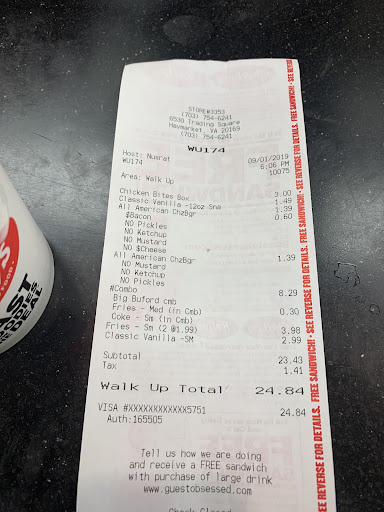 STORE#3353
(703) 754-6241
6530 Trading Square
Haymarket, VA 20169
(703) 754-6241
WU174
Host: Nusrat 09/01/2019
WU174 6:06 PM
10075
Area: Walk Up
Chicken Bites Box 3.00
Classic Vanilla -12oz Sna 1.49
All American ChzBgr 1.39
$Bacon 0.60
NO Pickles
NO Ketchup
NO Mustard
NO $Cheese
All American ChzBgr 1.39
NO Mustard
NO Ketchup
NO Pickles
#Combo
Big Buford cmb 8.29
Fries - Med (in Cmb) 0.30
Coke - Sm (in Cmb)
Fries - Sm (2 @1.99) 3.98
Classic Vanilla -SM 2.99
Subtotal 23.43
Tax 1.41
Walk Up Total 24.84
VISA #XXXXXXXXXXXX5751 24.84
Auth:165505
Tell us how we are doing
and receive a FREE sandwich
with purchase of large drink
www.guestobsessed.com
Check Closed
FREE SANDWICH! • SEE REVERSE FOR DETAILS. FREE SANDWICH! • SEE REVERSE FOR DETAILS. FREE SANDWICH! • SEE REVERSE